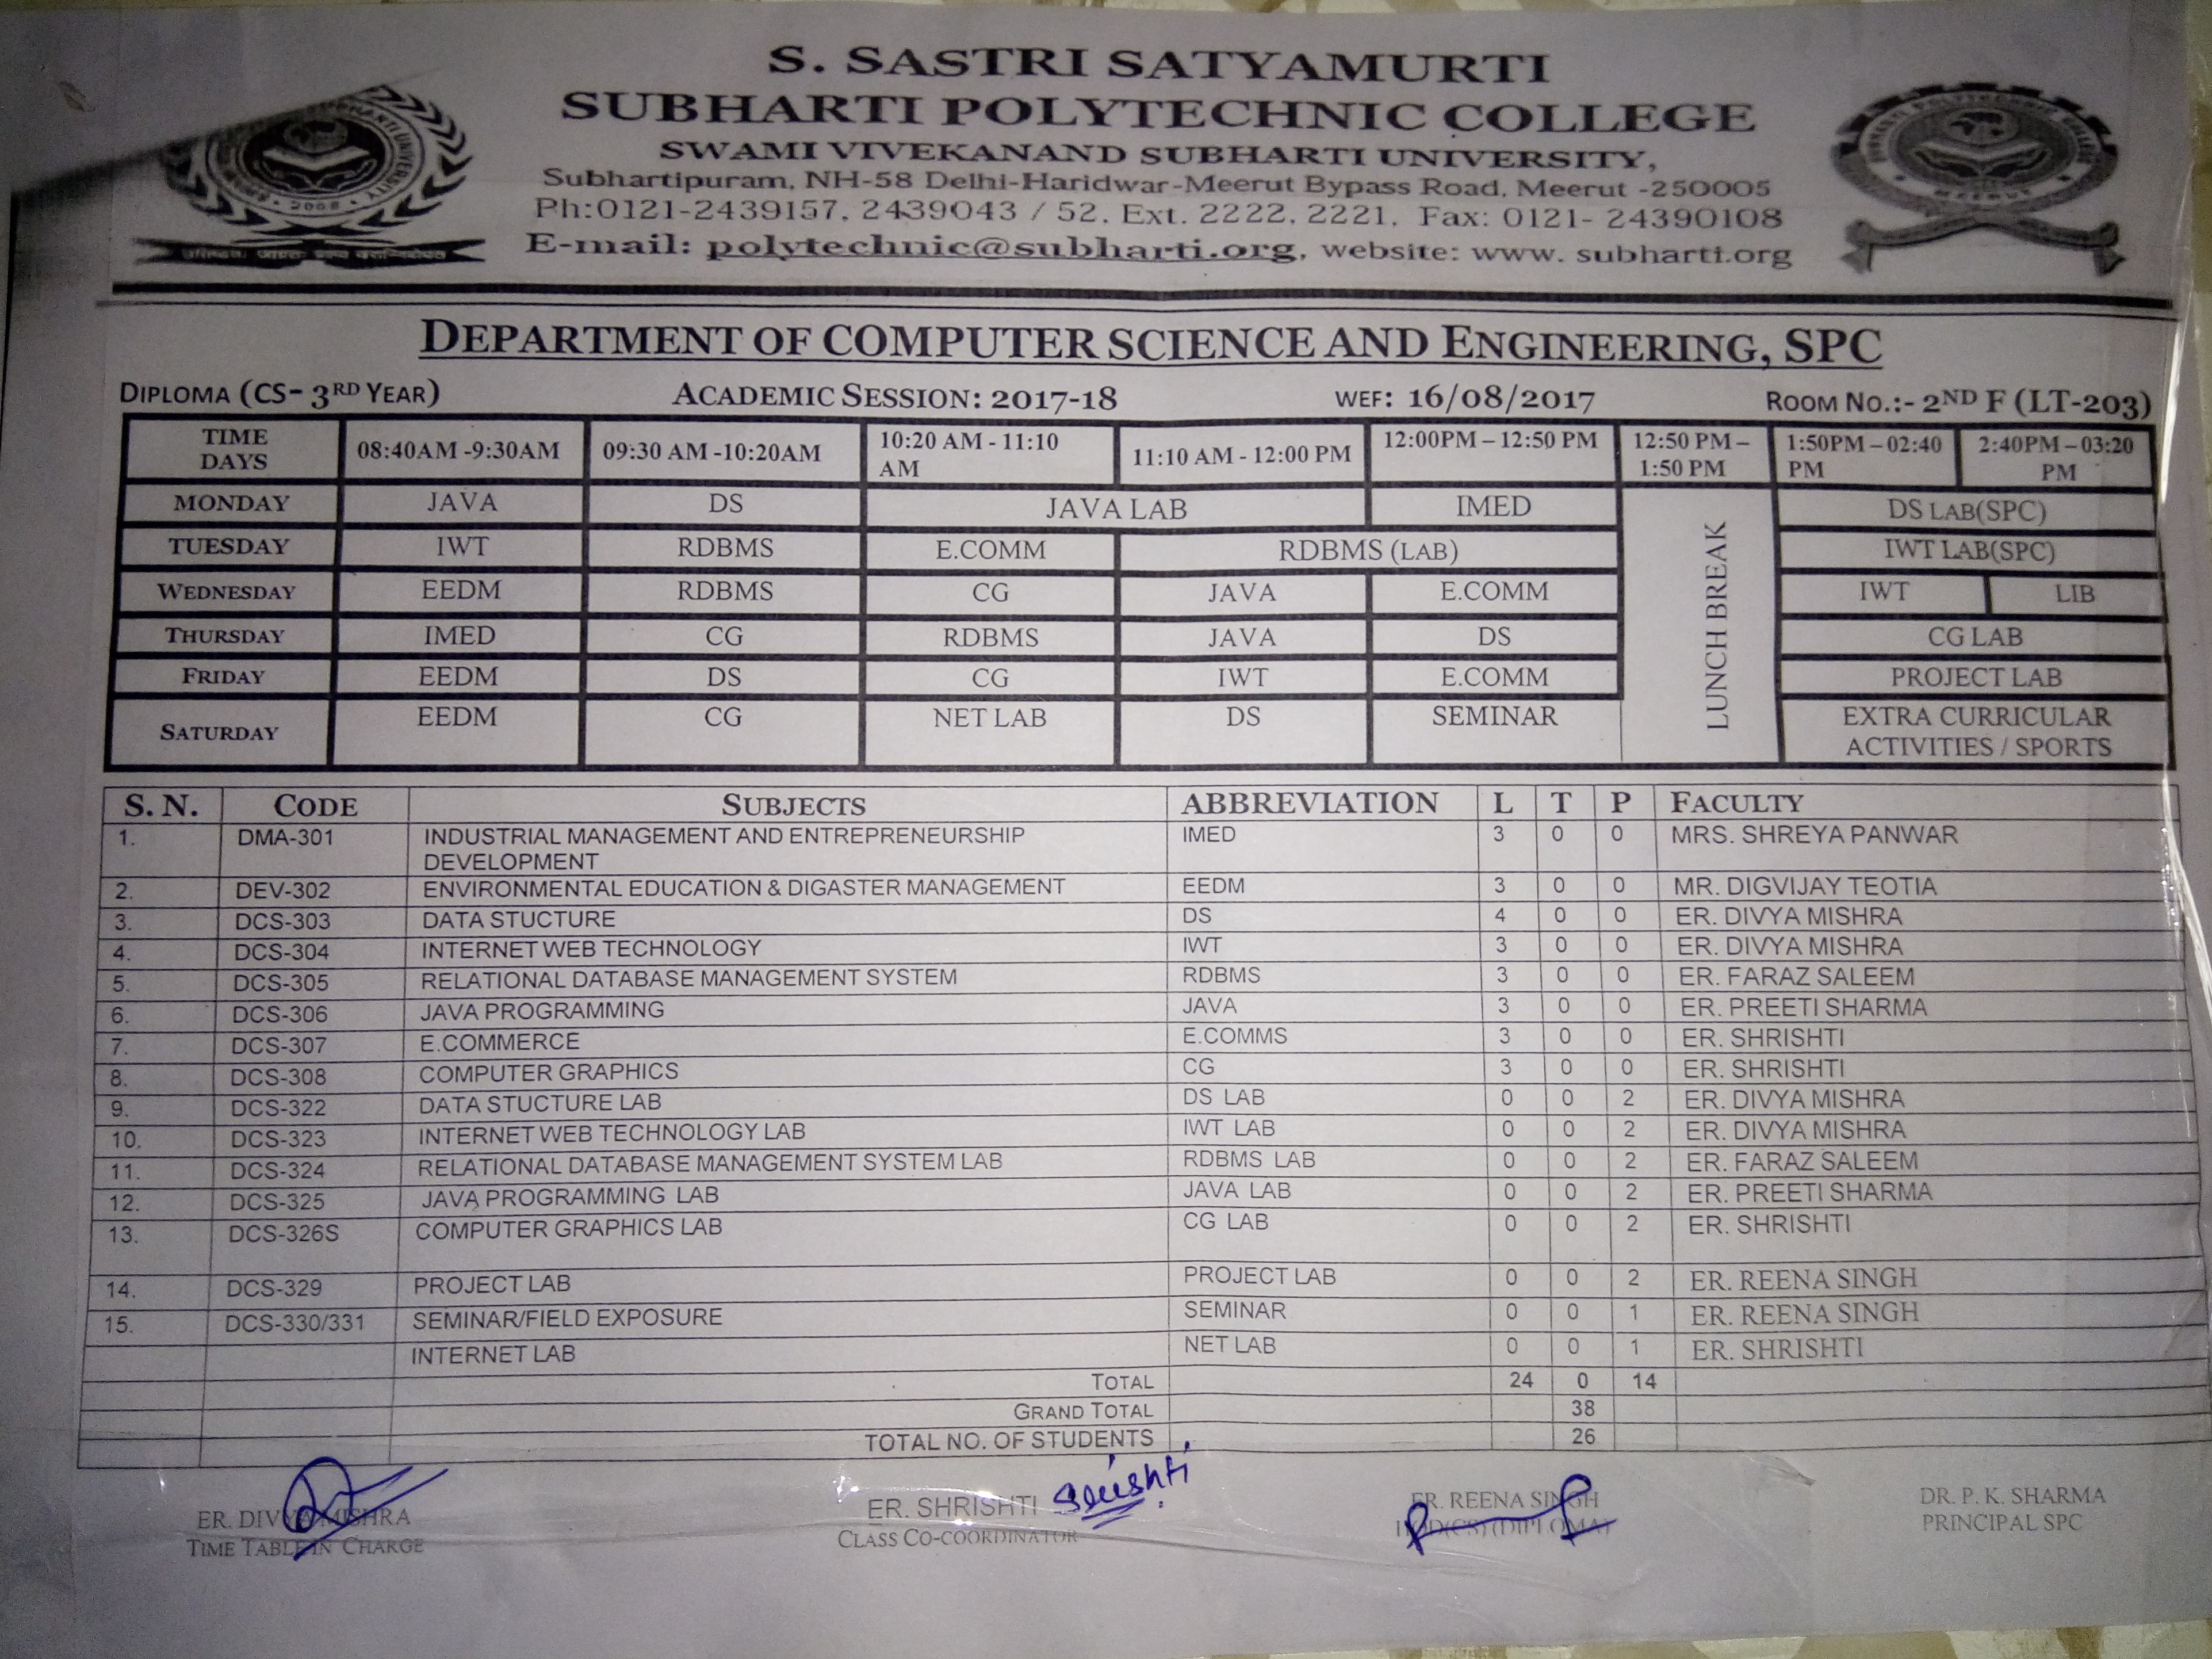 S. SASTRI SATYAMURTI
SUBHARTI POLYTECHNIC COLLEGE
SWAMI VIVEKANAND SUBHARTI UNIVERSITY,
Subhartipuram, NH-58 Delhi-Haridwar-Meerut Bypass Road, Meerut -250005
Ph:0121-2439157, 2439043 / 52, Ext. 2222, 2221, Fax: 0121- 24390108
E-mail: polytechnic@subharti.org, website: www. subharti.org
2008
MEERUT
DEPARTMENT OF COMPUTER SCIENCE AND ENGINEERING, SPC
DIPLOMA (CS- 3RD YEAR) ACADEMIC SESSION: 2017-18 WEF: 16/08/2017 ROOM NO.:- 2ND F (LT-203)
TIME DAYS 08:40AM -9:30AM 09:30 AM -10:20AM 10:20 AM - 11:10 AM 11:10 AM - 12:00 PM 12:00PM – 12:50 PM 12:50 PM – 1:50 PM 1:50PM – 02:40 PM 2:40PM – 03:20 PM
MONDAY JAVA DS JAVA LAB IMED DS LAB(SPC)
TUESDAY IWT RDBMS E.COMM RDBMS (LAB) IWT LAB(SPC)
WEDNESDAY EEDM RDBMS CG JAVA E.COMM IWT LIB
THURSDAY IMED CG RDBMS JAVA DS CG LAB
FRIDAY EEDM DS CG IWT E.COMM PROJECT LAB
SATURDAY EEDM CG NET LAB DS SEMINAR EXTRA CURRICULAR ACTIVITIES / SPORTS
LUNCH BREAK
S. N. CODE SUBJECTS ABBREVIATION L T P FACULTY
1. DMA-301 INDUSTRIAL MANAGEMENT AND ENTREPRENEURSHIP DEVELOPMENT IMED 3 0 0 MRS. SHREYA PANWAR
2. DEV-302 ENVIRONMENTAL EDUCATION & DIGASTER MANAGEMENT EEDM 3 0 0 MR. DIGVIJAY TEOTIA
3. DCS-303 DATA STUCTURE DS 4 0 0 ER. DIVYA MISHRA
4. DCS-304 INTERNET WEB TECHNOLOGY IWT 3 0 0 ER. DIVYA MISHRA
5. DCS-305 RELATIONAL DATABASE MANAGEMENT SYSTEM RDBMS 3 0 0 ER. FARAZ SALEEM
6. DCS-306 JAVA PROGRAMMING JAVA 3 0 0 ER. PREETI SHARMA
7. DCS-307 E.COMMERCE E.COMMS 3 0 0 ER. SHRISHTI
8. DCS-308 COMPUTER GRAPHICS CG 3 0 0 ER. SHRISHTI
9. DCS-322 DATA STUCTURE LAB DS LAB 0 0 2 ER. DIVYA MISHRA
10. DCS-323 INTERNET WEB TECHNOLOGY LAB IWT LAB 0 0 2 ER. DIVYA MISHRA
11. DCS-324 RELATIONAL DATABASE MANAGEMENT SYSTEM LAB RDBMS LAB 0 0 2 ER. FARAZ SALEEM
12. DCS-325 JAVA PROGRAMMING LAB JAVA LAB 0 0 2 ER. PREETI SHARMA
13. DCS-326S COMPUTER GRAPHICS LAB CG LAB 0 0 2 ER. SHRISHTI
14. DCS-329 PROJECT LAB PROJECT LAB 0 0 2 ER. REENA SINGH
15. DCS-330/331 SEMINAR/FIELD EXPOSURE SEMINAR 0 0 1 ER. REENA SINGH
INTERNET LAB NET LAB 0 0 1 ER. SHRISHTI
TOTAL 24 0 14
GRAND TOTAL 38
TOTAL NO. OF STUDENTS 26
ER. DIVYA MISHRA ER. SHRISHTI ER. REENA SINGH DR. P. K. SHARMA
TIME TABLE IN CHARGE CLASS CO-COORDINATOR HOD(CS)(DIPLOMA) PRINCIPAL SPC